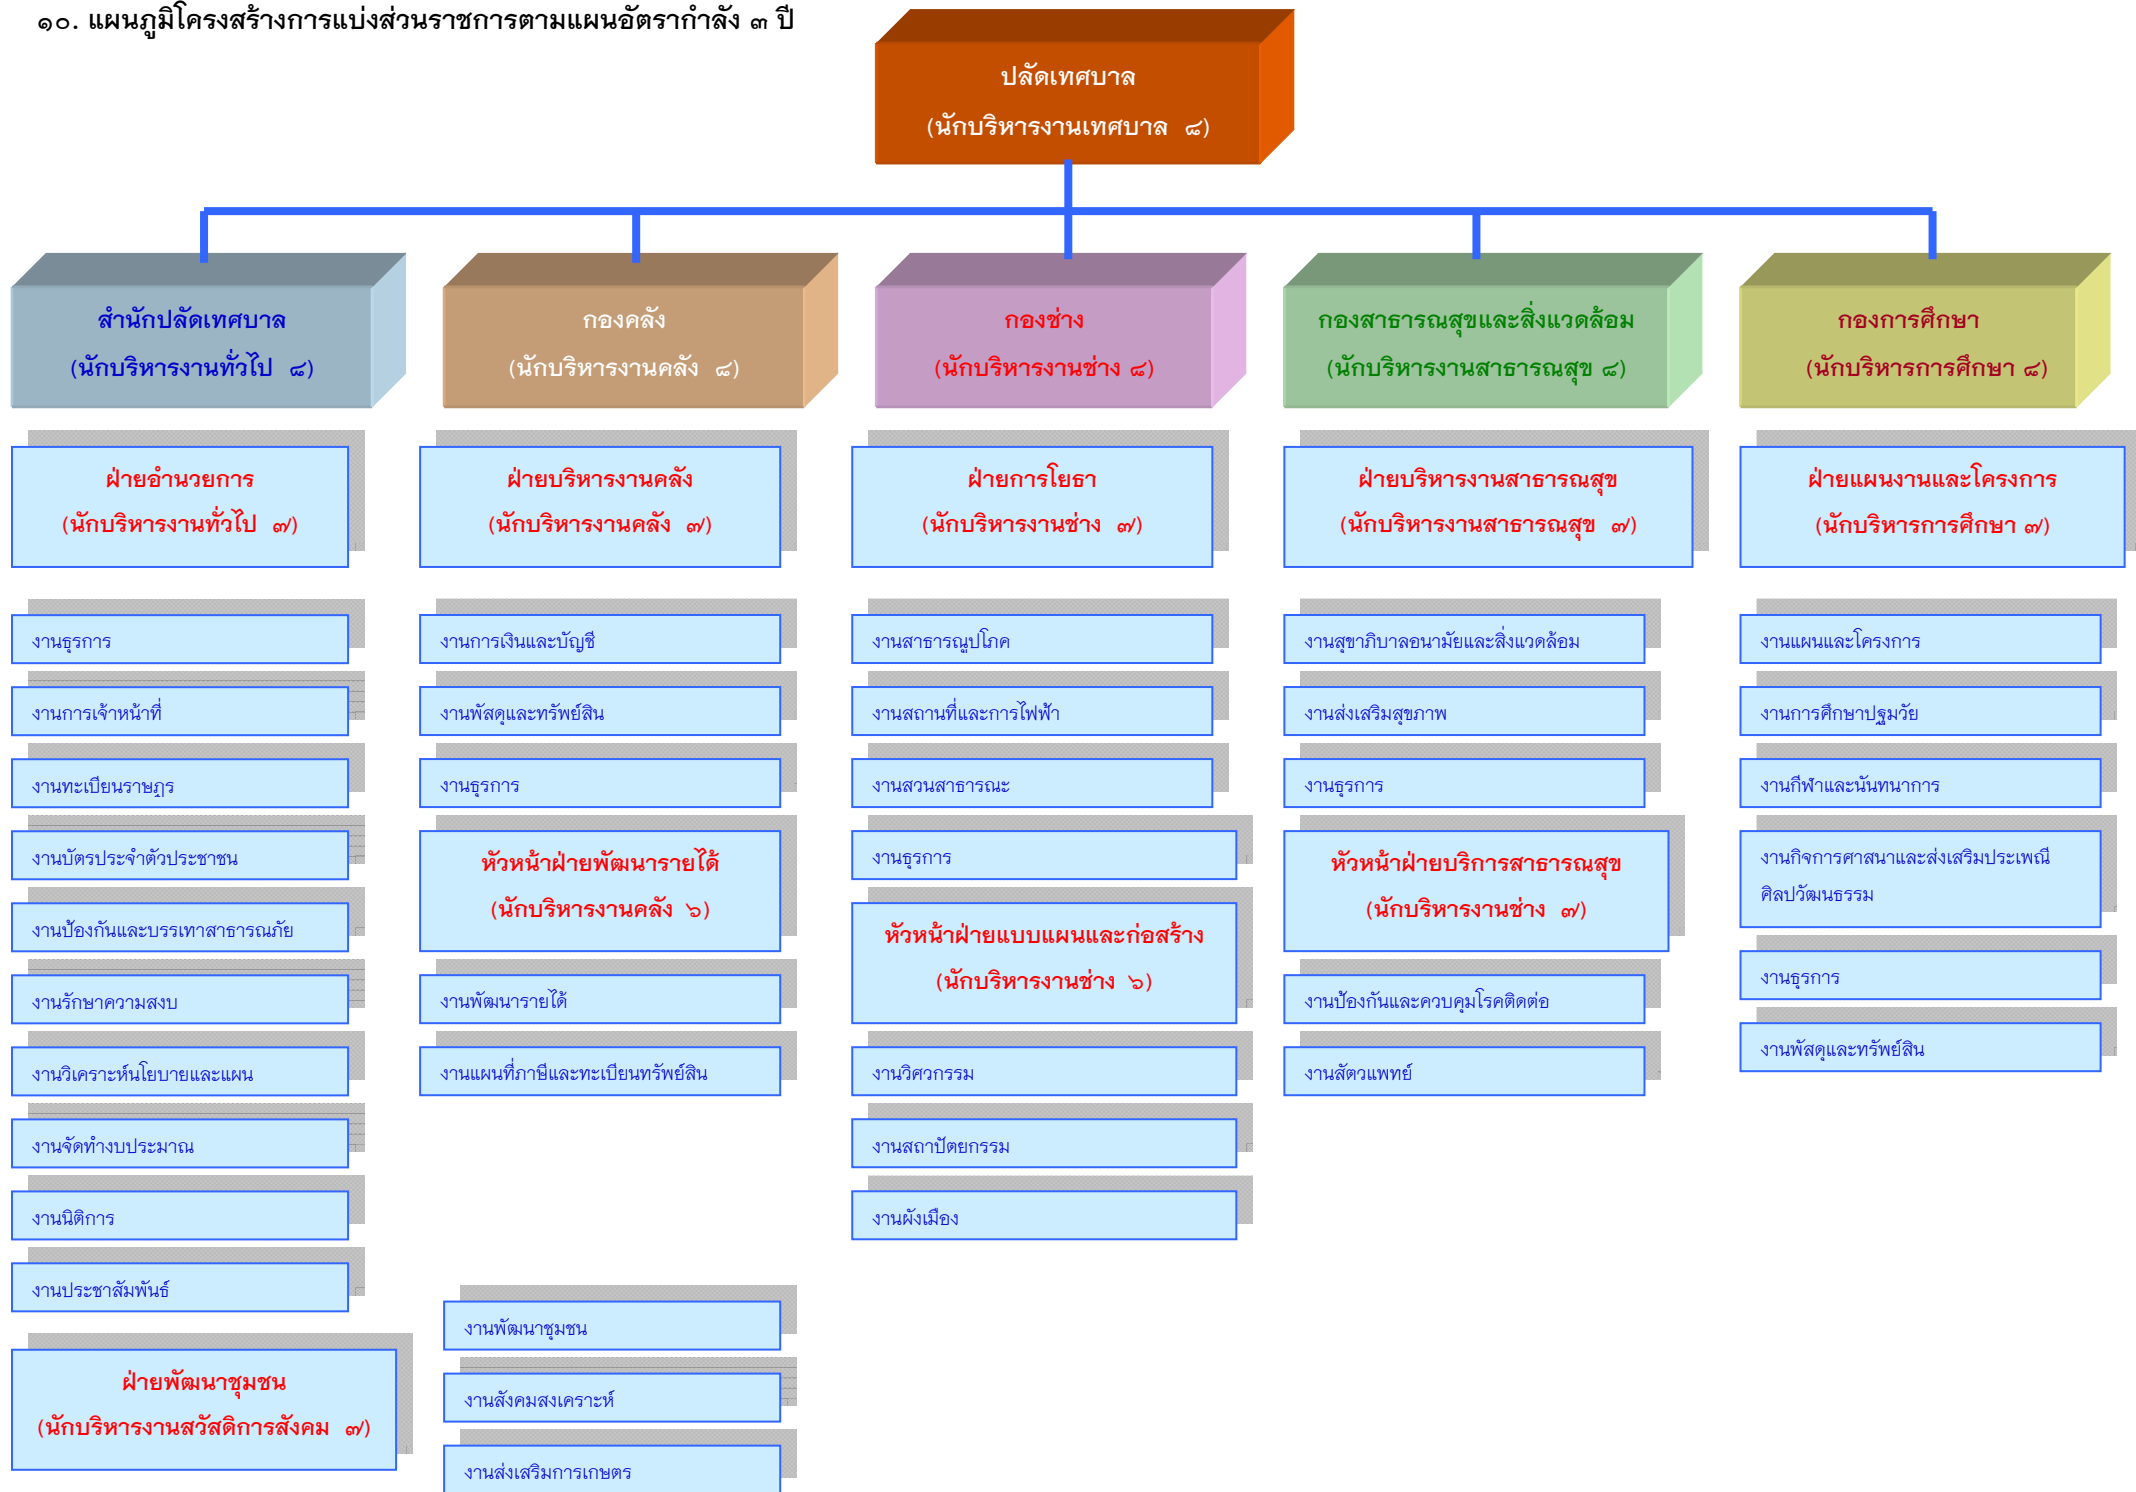 ๑๐. แผนภูมิโครงสร้างการแบ่งส่วนราชการตามแผนอัตรากำลัง ๓ ปี
ปลัดเทศบาล
(นักบริหารงานเทศบาล ๘)
สำนักปลัดเทศบาล
(นักบริหารงานทั่วไป ๘)
กองคลัง
(นักบริหารงานคลัง ๘)
กองช่าง
(นักบริหารงานช่าง ๘)
กองสาธารณสุขและสิ่งแวดล้อม
(นักบริหารงานสาธารณสุข ๘)
กองการศึกษา
(นักบริหารการศึกษา ๘)
ฝ่ายอำนวยการ
(นักบริหารงานทั่วไป ๗)
งานธุรการ
งานการเจ้าหน้าที่
งานทะเบียนราษฎร
งานบัตรประจำตัวประชาชน
งานป้องกันและบรรเทาสาธารณภัย
งานรักษาความสงบ
งานวิเคราะห์นโยบายและแผน
งานจัดทำงบประมาณ
งานนิติการ
งานประชาสัมพันธ์
ฝ่ายพัฒนาชุมชน
(นักบริหารงานสวัสดิการสังคม ๗)
ฝ่ายบริหารงานคลัง
(นักบริหารงานคลัง ๗)
งานการเงินและบัญชี
งานพัสดุและทรัพย์สิน
งานธุรการ
หัวหน้าฝ่ายพัฒนารายได้
(นักบริหารงานคลัง ๖)
งานพัฒนารายได้
งานแผนที่ภาษีและทะเบียนทรัพย์สิน
งานพัฒนาชุมชน
งานสังคมสงเคราะห์
งานส่งเสริมการเกษตร
ฝ่ายการโยธา
(นักบริหารงานช่าง ๗)
งานสาธารณูปโภค
งานสถานที่และการไฟฟ้า
งานสวนสาธารณะ
งานธุรการ
หัวหน้าฝ่ายแบบแผนและก่อสร้าง
(นักบริหารงานช่าง ๖)
งานวิศวกรรม
งานสถาปัตยกรรม
งานผังเมือง
ฝ่ายบริหารงานสาธารณสุข
(นักบริหารงานสาธารณสุข ๗)
งานสุขาภิบาลอนามัยและสิ่งแวดล้อม
งานส่งเสริมสุขภาพ
งานธุรการ
หัวหน้าฝ่ายบริการสาธารณสุข
(นักบริหารงานช่าง ๗)
งานป้องกันและควบคุมโรคติดต่อ
งานสัตวแพทย์
ฝ่ายแผนงานและโครงการ
(นักบริหารการศึกษา ๗)
งานแผนและโครงการ
งานการศึกษาปฐมวัย
งานกีฬาและนันทนาการ
งานกิจการศาสนาและส่งเสริมประเพณี
ศิลปวัฒนธรรม
งานธุรการ
งานพัสดุและทรัพย์สิน